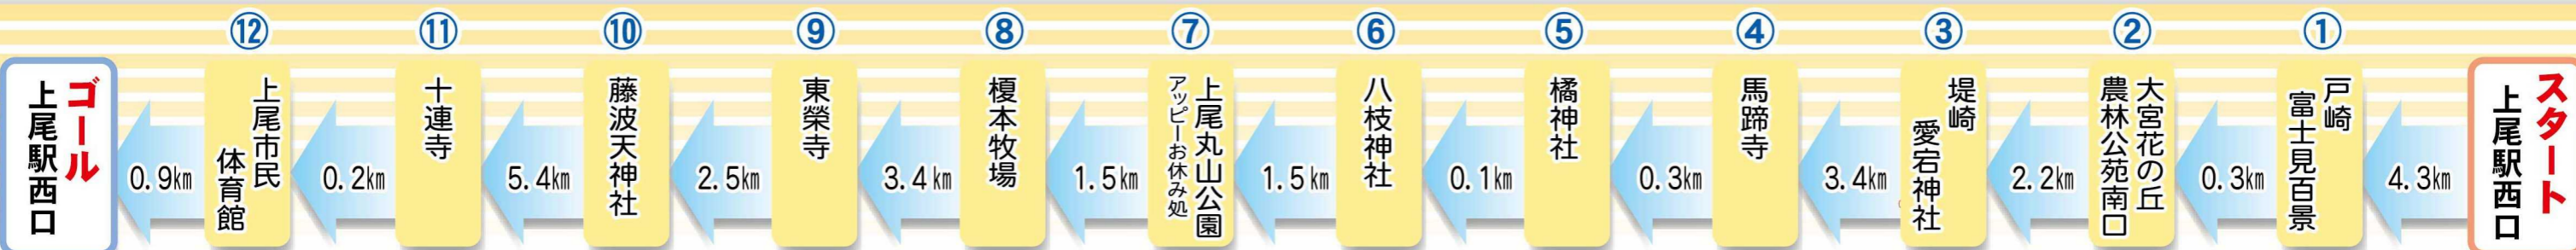 スタート
上尾駅西口
4.3km
①
戸崎
富士見百景
0.3km
②
大宮花の丘
農林公苑南口
2.2km
③
堤崎
愛宕神社
3.4km
④
馬蹄寺
0.3km
⑤
橘神社
0.1km
⑥
八枝神社
1.5km
⑦
上尾丸山公園
アッピーお休み処
1.5km
⑧
榎本牧場
3.4km
⑨
東榮寺
2.5km
⑩
藤波天神社
5.4km
⑪
十連寺
0.2km
⑫
上尾市民
体育館
0.9km
ゴール
上尾駅西口